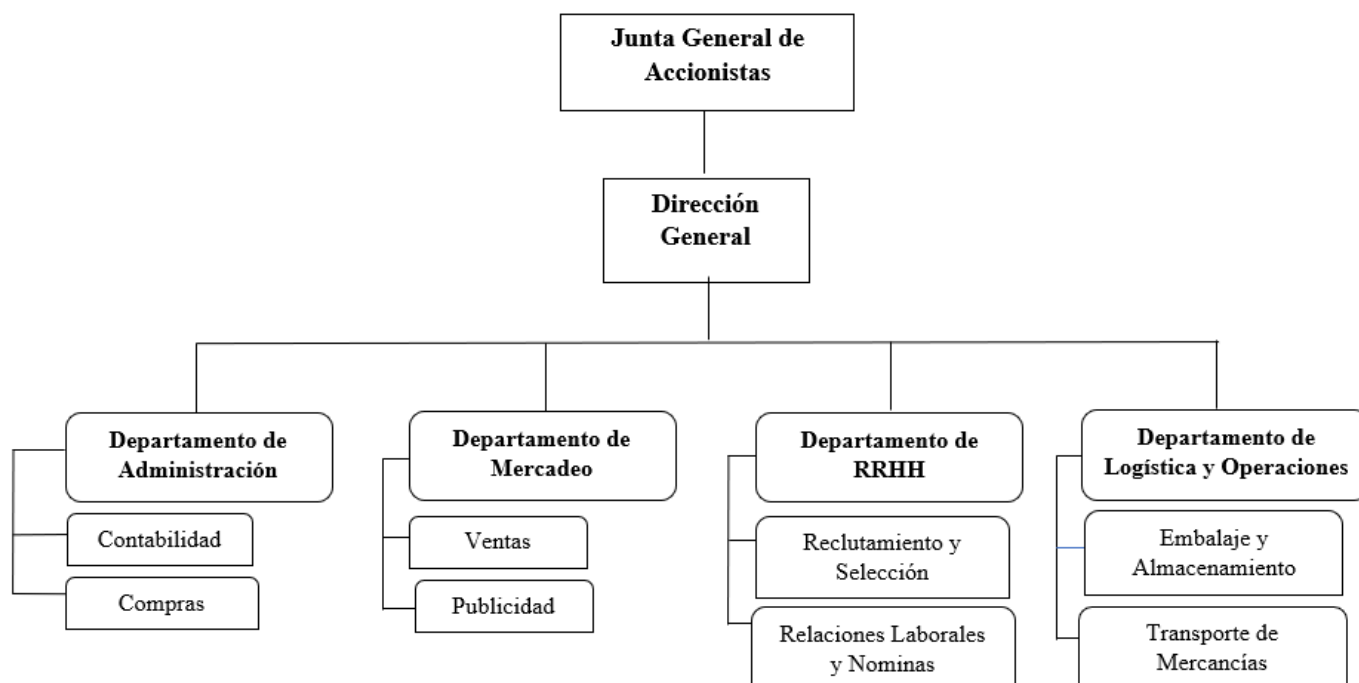 Junta General de
Accionistas
Dirección
General
Departamento de
Administración
Contabilidad
Compras
Departamento de
Mercadeo
Ventas
Publicidad
Departamento de
RRHH
Reclutamiento y
Selección
Relaciones Laborales
y Nominas
Departamento de
Logística y Operaciones
Embalaje y
Almacenamiento
Transporte de
Mercancías